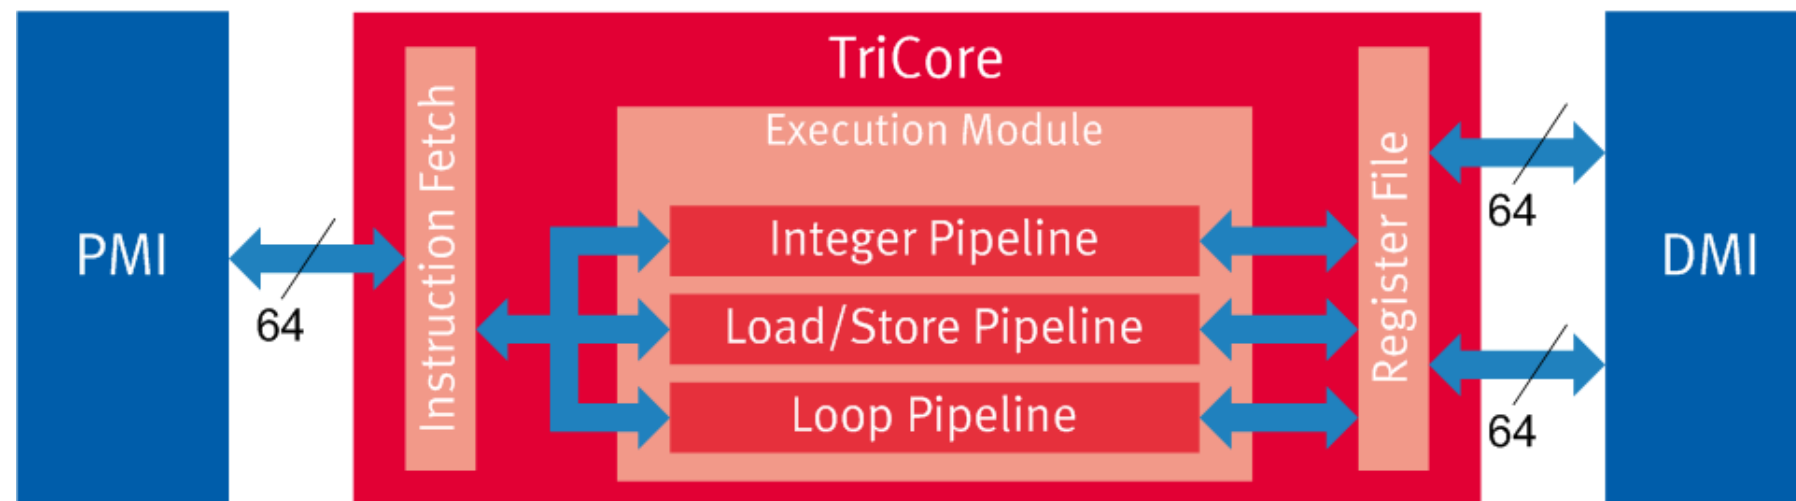 TriCore
Execution Module
PMI
64
Instruction Fetch
Integer Pipeline
Load/Store Pipeline
Loop Pipeline
Register File
64
64
DMI